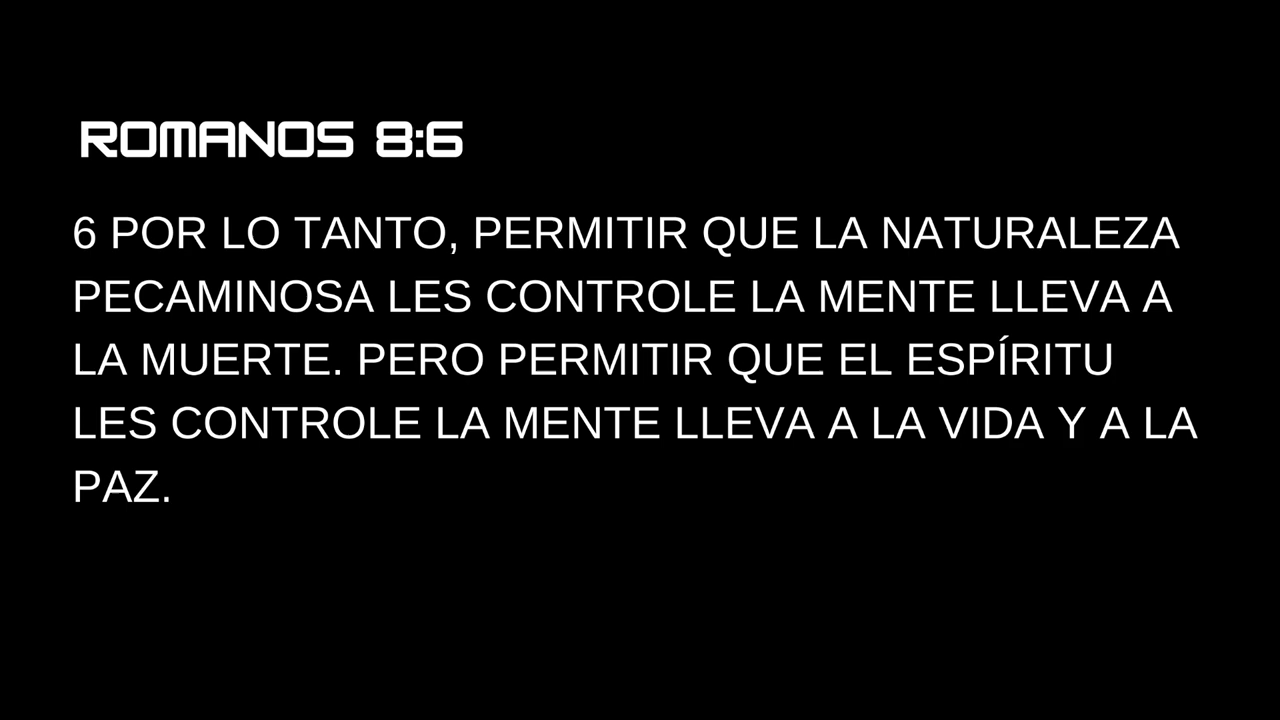 ROMANOS 8:6
6 POR LO TANTO, PERMITIR QUE LA NATURALEZA
PECAMINOSA LES CONTROLE LA MENTE LLEVA A
LA MUERTE. PERO PERMITIR QUE EL ESPÍRITU
LES CONTROLE LA MENTE LLEVA A LA VIDA Y A LA
PAZ.